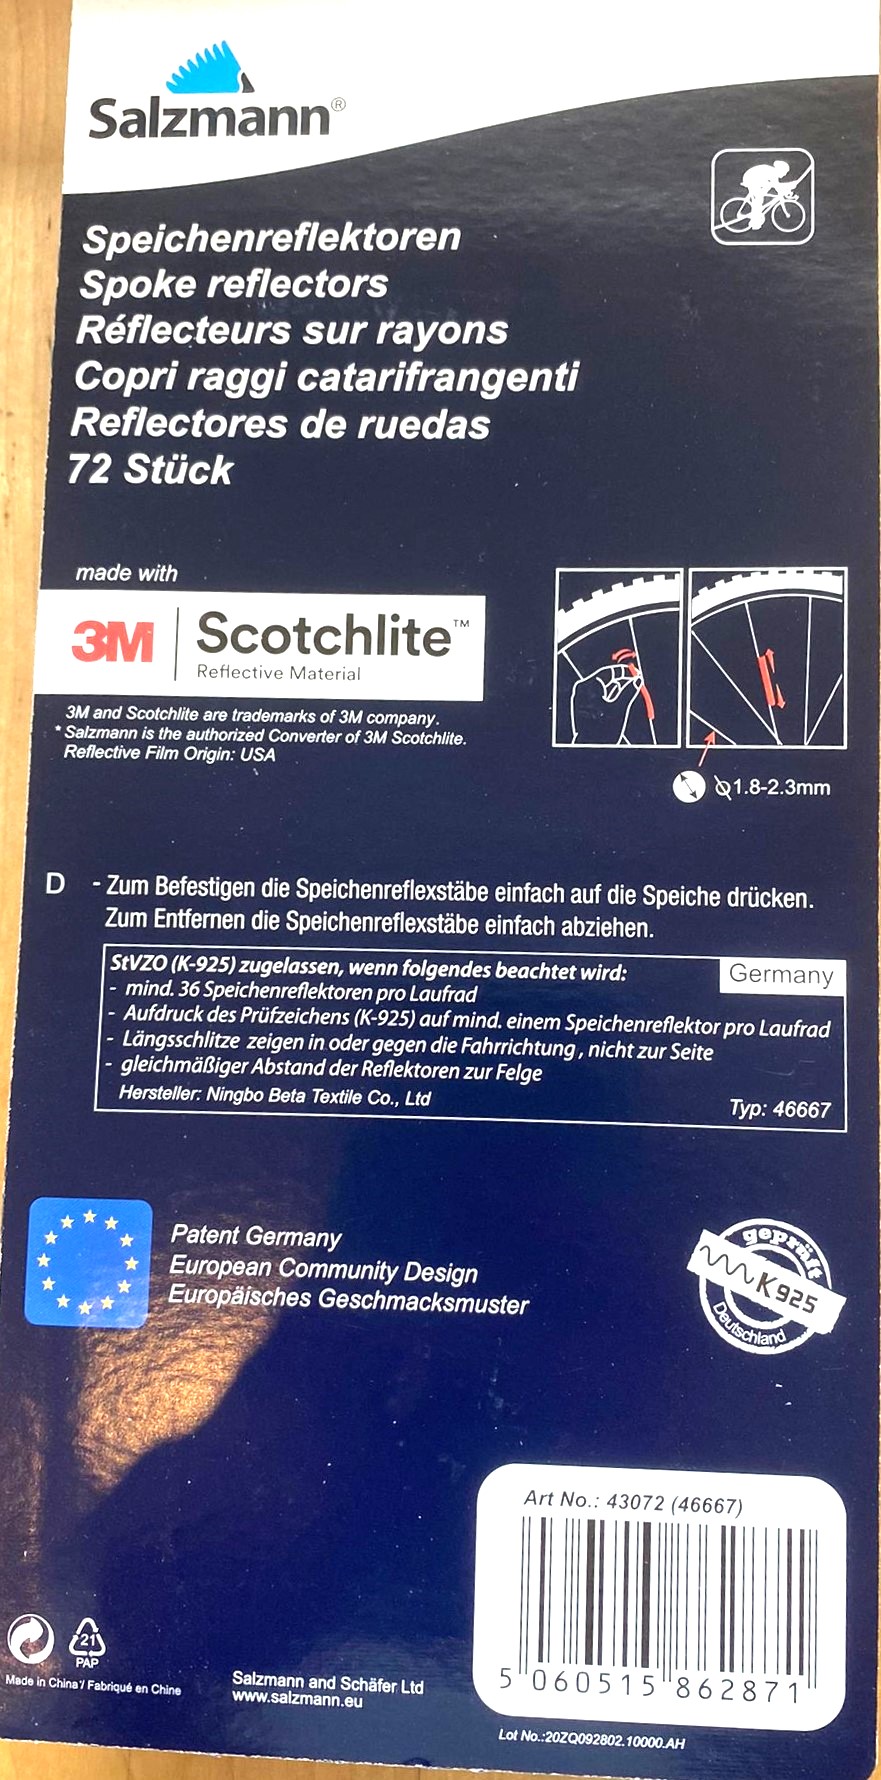 Salzmann®
Speichenreflektoren
Spoke reflectors
Réflecteurs sur rayons
Copri raggi catarifrangenti
Reflectores de ruedas
72 Stück
made with
3M Scotchlite™
Reflective Material
3M and Scotchlite are trademarks of 3M company.
* Salzmann is the authorized Converter of 3M Scotchlite.
Reflective Film Origin: USA
⌀1.8-2.3mm
D - Zum Befestigen die Speichenreflexstäbe einfach auf die Speiche drücken.
Zum Entfernen die Speichenreflexstäbe einfach abziehen.
StVZO (K-925) zugelassen, wenn folgendes beachtet wird:
Germany
- mind. 36 Speichenreflektoren pro Laufrad
- Aufdruck des Prüfzeichens (K-925) auf mind. einem Speichenreflektor pro Laufrad
- Längsschlitze zeigen in oder gegen die Fahrrichtung, nicht zur Seite
- gleichmäßiger Abstand der Reflektoren zur Felge
Hersteller: Ningbo Beta Textile Co., Ltd
Typ: 46667
Patent Germany
European Community Design
Europäisches Geschmacksmuster
geprüft
K 925
Deutschland
Art No.: 43072 (46667)
5 060515 862871
21
PAP
Made in China / Fabriqué en Chine
Salzmann and Schäfer Ltd
www.salzmann.eu
Lot No.:20ZQ092802.10000.AH